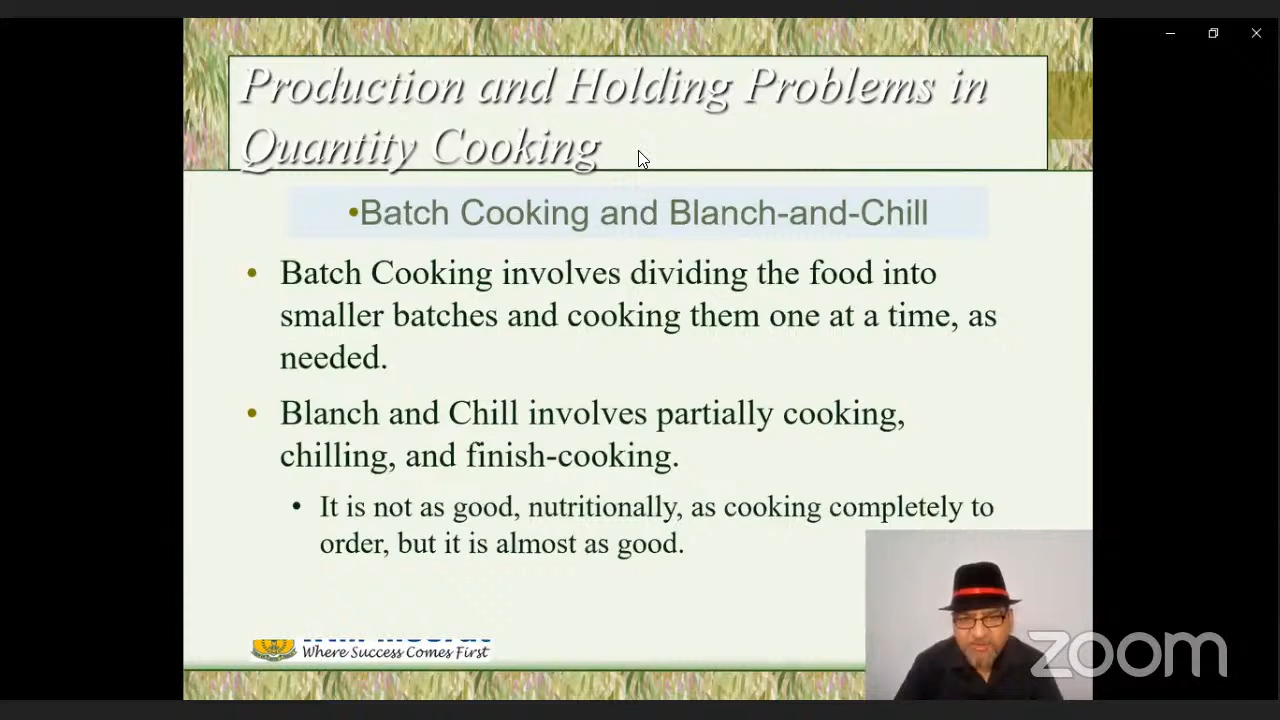 Production and Holding Problems in
Quantity Cooking
•Batch Cooking and Blanch-and-Chill
• Batch Cooking involves dividing the food into
smaller batches and cooking them one at a time, as
needed.
• Blanch and Chill involves partially cooking,
chilling, and finish-cooking.
• It is not as good, nutritionally, as cooking completely to
order, but it is almost as good.
Where Success Comes First
zoom